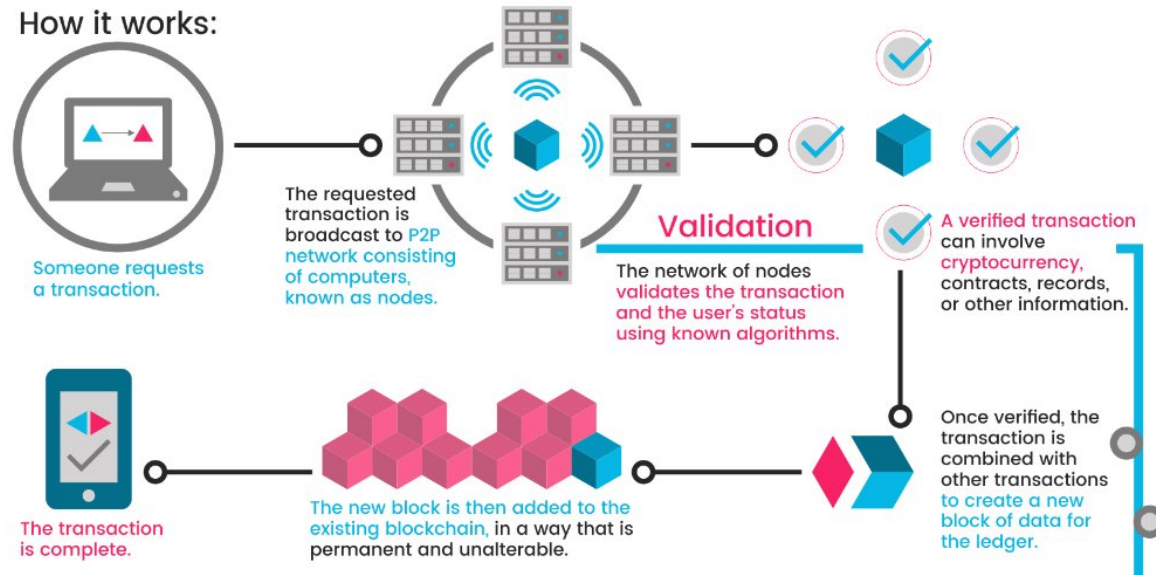 How it works:
Someone requests
a transaction.
The requested
transaction is
broadcast to P2P
network consisting
of computers,
known as nodes.
Validation
The network of nodes
validates the transaction
and the user's status
using known algorithms.
A verified transaction
can involve
cryptocurrency,
contracts, records,
or other information.
Once verified, the
transaction is
combined with
other transactions
to create a new
block of data for
the ledger.
The new block is then added to the
existing blockchain, in a way that is
permanent and unalterable.
The transaction
is complete.